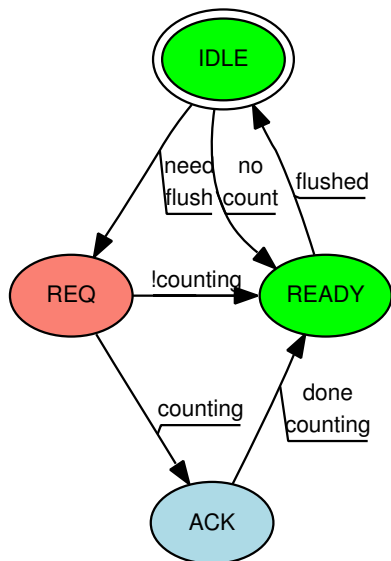 IDLE
need
flush
no
count
flushed
REQ
!counting
READY
counting
done
counting
ACK